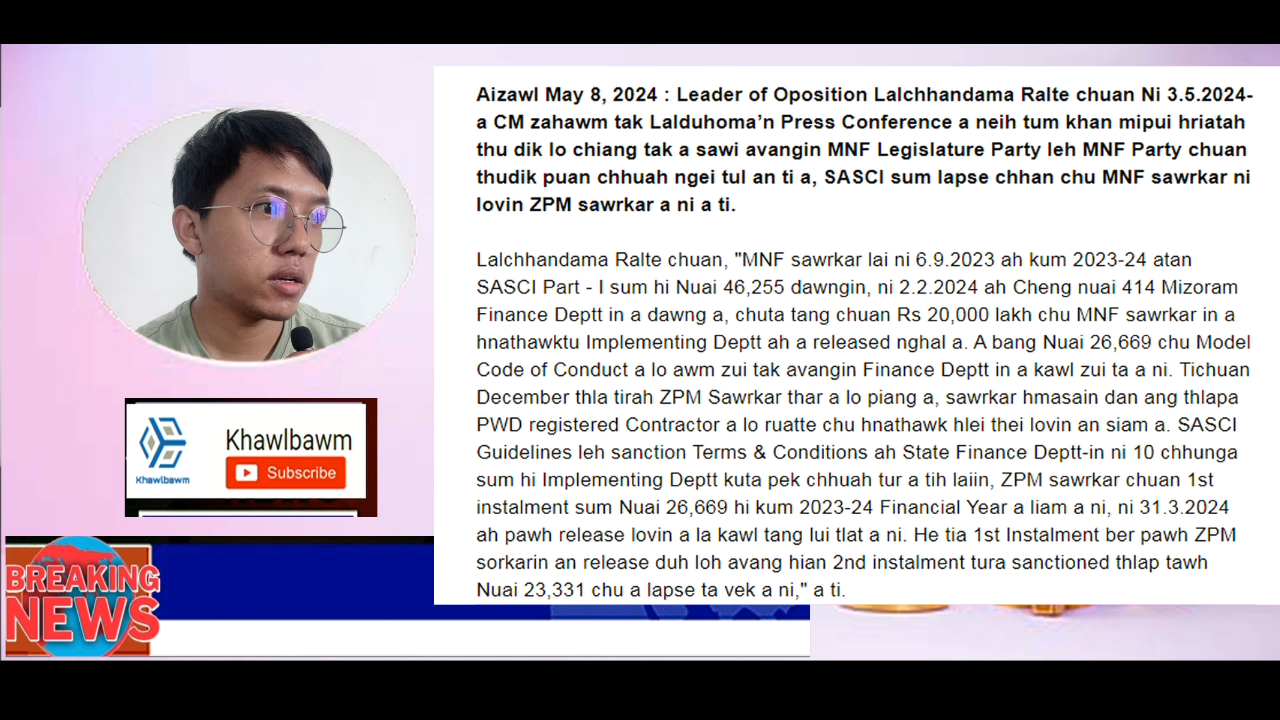 Aizawl May 8, 2024 : Leader of Oposition Lalchhandama Ralte chuan Ni 3.5.2024-
a CM zahawm tak Lalduhoma’n Press Conference a neih tum khan mipui hriatah
thu dik lo chiang tak a sawi avangin MNF Legislature Party leh MNF Party chuan
thudik puan chhuah ngei tul an ti a, SASCI sum lapse chhan chu MNF sawrkar ni
lovin ZPM sawrkar a ni a ti.
Lalchhandama Ralte chuan, "MNF sawrkar lai ni 6.9.2023 ah kum 2023-24 atan
SASCI Part - I sum hi Nuai 46,255 dawngin, ni 2.2.2024 ah Cheng nuai 414 Mizoram
Finance Deptt in a dawng a, chuta tang chuan Rs 20,000 lakh chu MNF sawrkar in a
hnathawktu Implementing Deptt ah a released nghal a. A bang Nuai 26,669 chu Model
Code of Conduct a lo awm zui tak avangin Finance Deptt in a kawl zui ta a ni. Tichuan
December thla tirah ZPM Sawrkar thar a lo piang a, sawrkar hmasain dan ang thlapa
PWD registered Contractor a lo ruatte chu hnathawk hlei thei lovin an siam a. SASCI
Guidelines leh sanction Terms & Conditions ah State Finance Deptt-in ni 10 chhunga
sum hi Implementing Deptt kuta pek chhuah tur a tih laiin, ZPM sawrkar chuan 1st
instalment sum Nuai 26,669 hi kum 2023-24 Financial Year a liam a ni, ni 31.3.2024
ah pawh release lovin a la kawl tang lui tlat a ni. He tia 1st Instalment ber pawh ZPM
sorkarin an release duh loh avang hian 2nd instalment tura sanctioned thlap tawh
Nuai 23,331 chu a lapse ta vek a ni," a ti.
Khawlbawm
Khawlbawm
Subscribe
BREAKING
NEWS